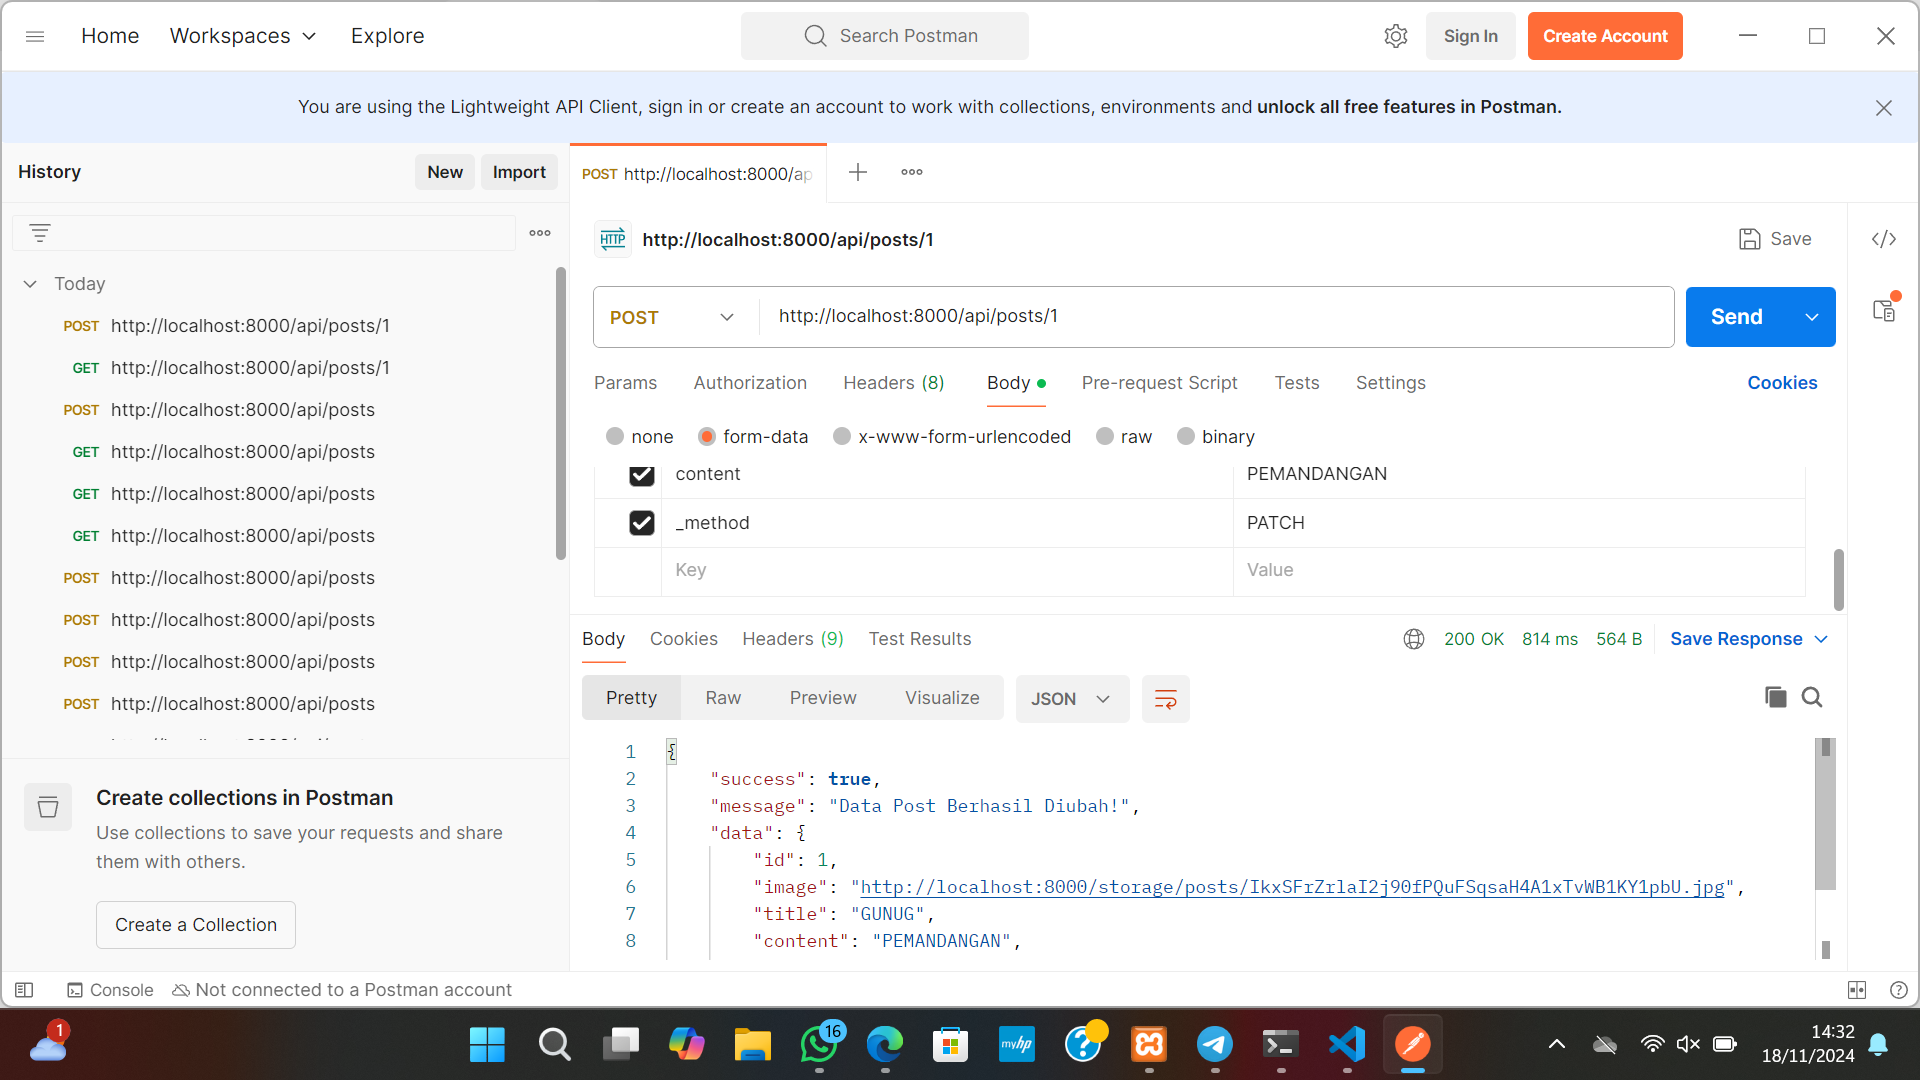 Home
Workspaces
Explore
Search Postman
Sign In
Create Account
You are using the Lightweight API Client, sign in or create an account to work with collections, environments and unlock all free features in Postman.
History
New
Import
POST http://localhost:8000/ap
HTTP http://localhost:8000/api/posts/1
Save
Today
POST http://localhost:8000/api/posts/1
GET http://localhost:8000/api/posts/1
POST http://localhost:8000/api/posts
GET http://localhost:8000/api/posts
GET http://localhost:8000/api/posts
GET http://localhost:8000/api/posts
POST http://localhost:8000/api/posts
POST http://localhost:8000/api/posts
POST http://localhost:8000/api/posts
POST http://localhost:8000/api/posts
Create collections in Postman
Use collections to save your requests and share
them with others.
Create a Collection
POST
http://localhost:8000/api/posts/1
Send
Params
Authorization
Headers (8)
Body
Pre-request Script
Tests
Settings
Cookies
none
form-data
x-www-form-urlencoded
raw
binary
content PEMANDANGAN
_method PATCH
Key Value
Body
Cookies
Headers (9)
Test Results
200 OK
814 ms
564 B
Save Response
Pretty
Raw
Preview
Visualize
JSON
1 {
2 "success": true,
3 "message": "Data Post Berhasil Diubah!",
4 "data": {
5 "id": 1,
6 "image": "http://localhost:8000/storage/posts/IkxSFrZrlaI2j90fPQuFSqsaH4A1xTvWB1KY1pbU.jpg",
7 "title": "GUNUG",
8 "content": "PEMANDANGAN",
Console
Not connected to a Postman account
1
16
myhp
14:32
18/11/2024